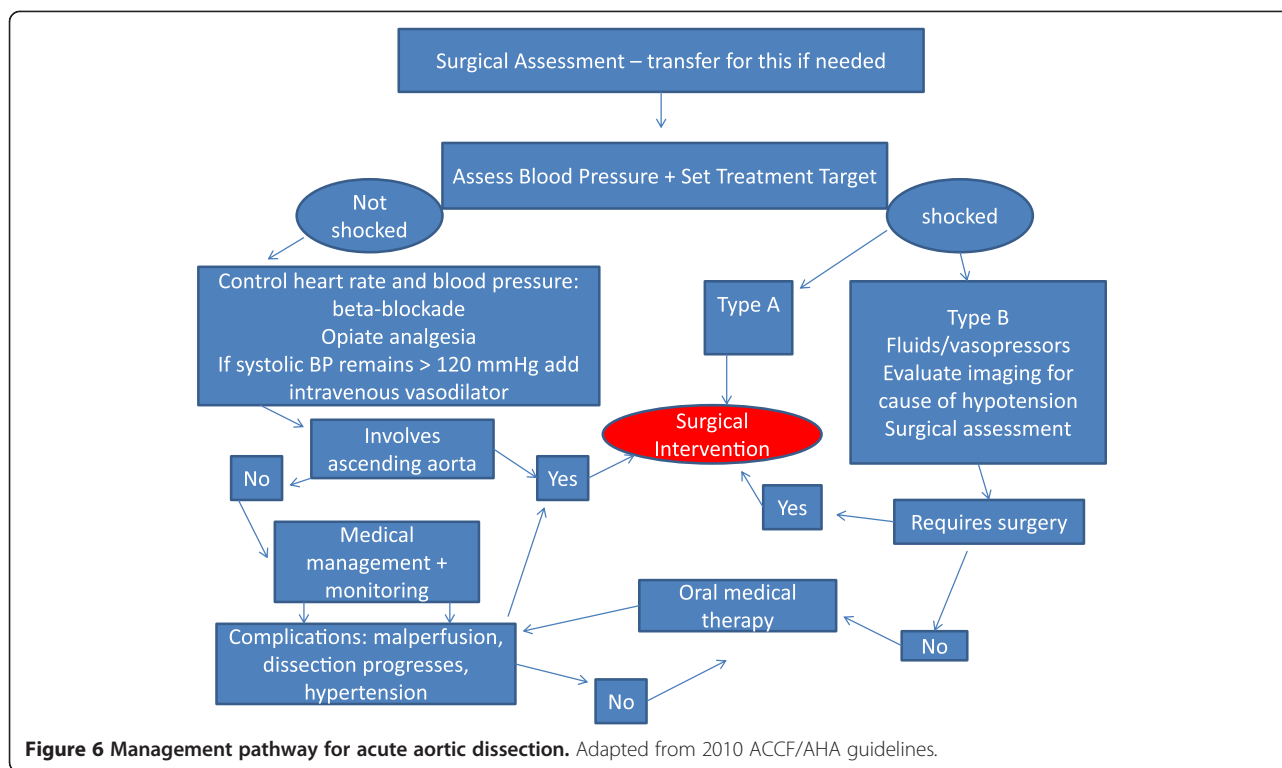 Surgical Assessment – transfer for this if needed
Assess Blood Pressure + Set Treatment Target
Not
shocked
shocked
Control heart rate and blood pressure:
beta-blockade
Opiate analgesia
If systolic BP remains > 120 mmHg add
intravenous vasodilator
Type A
Type B
Fluids/vasopressors
Evaluate imaging for
cause of hypotension
Surgical assessment
Involves
ascending aorta
Surgical
Intervention
No
Yes
Yes
Requires surgery
Medical
management +
monitoring
Oral medical
therapy
No
Complications: malperfusion,
dissection progresses,
hypertension
No
Figure 6 Management pathway for acute aortic dissection. Adapted from 2010 ACCF/AHA guidelines.